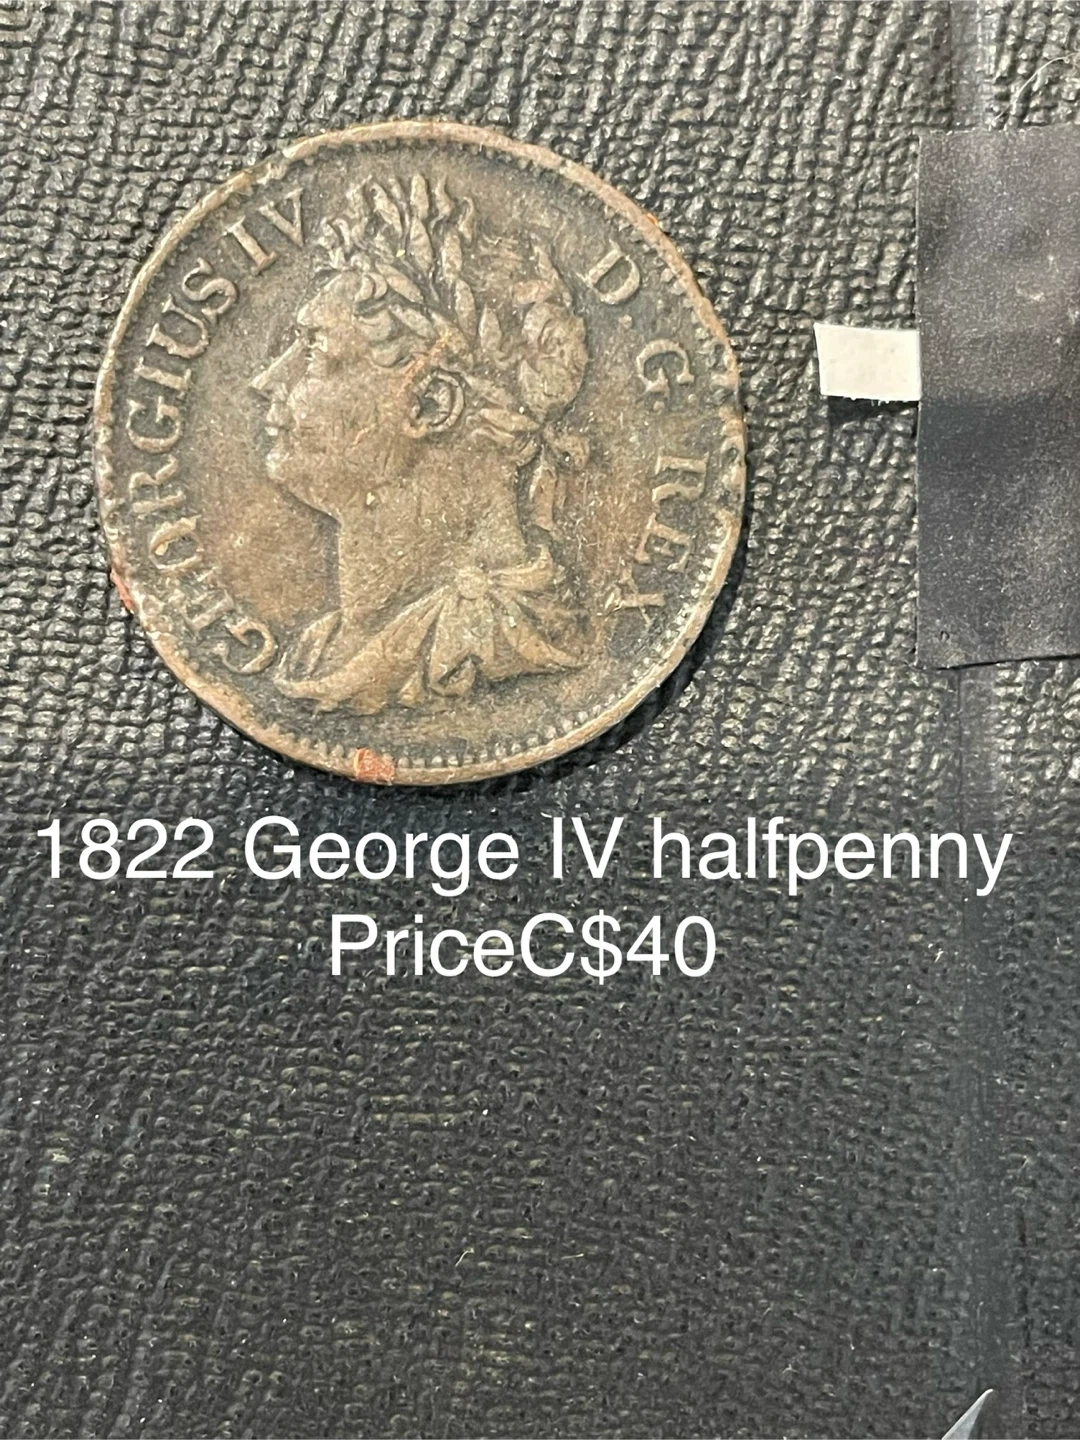 GEORGIUS IV D. G. REX
1822 George IV halfpenny
PriceC$40